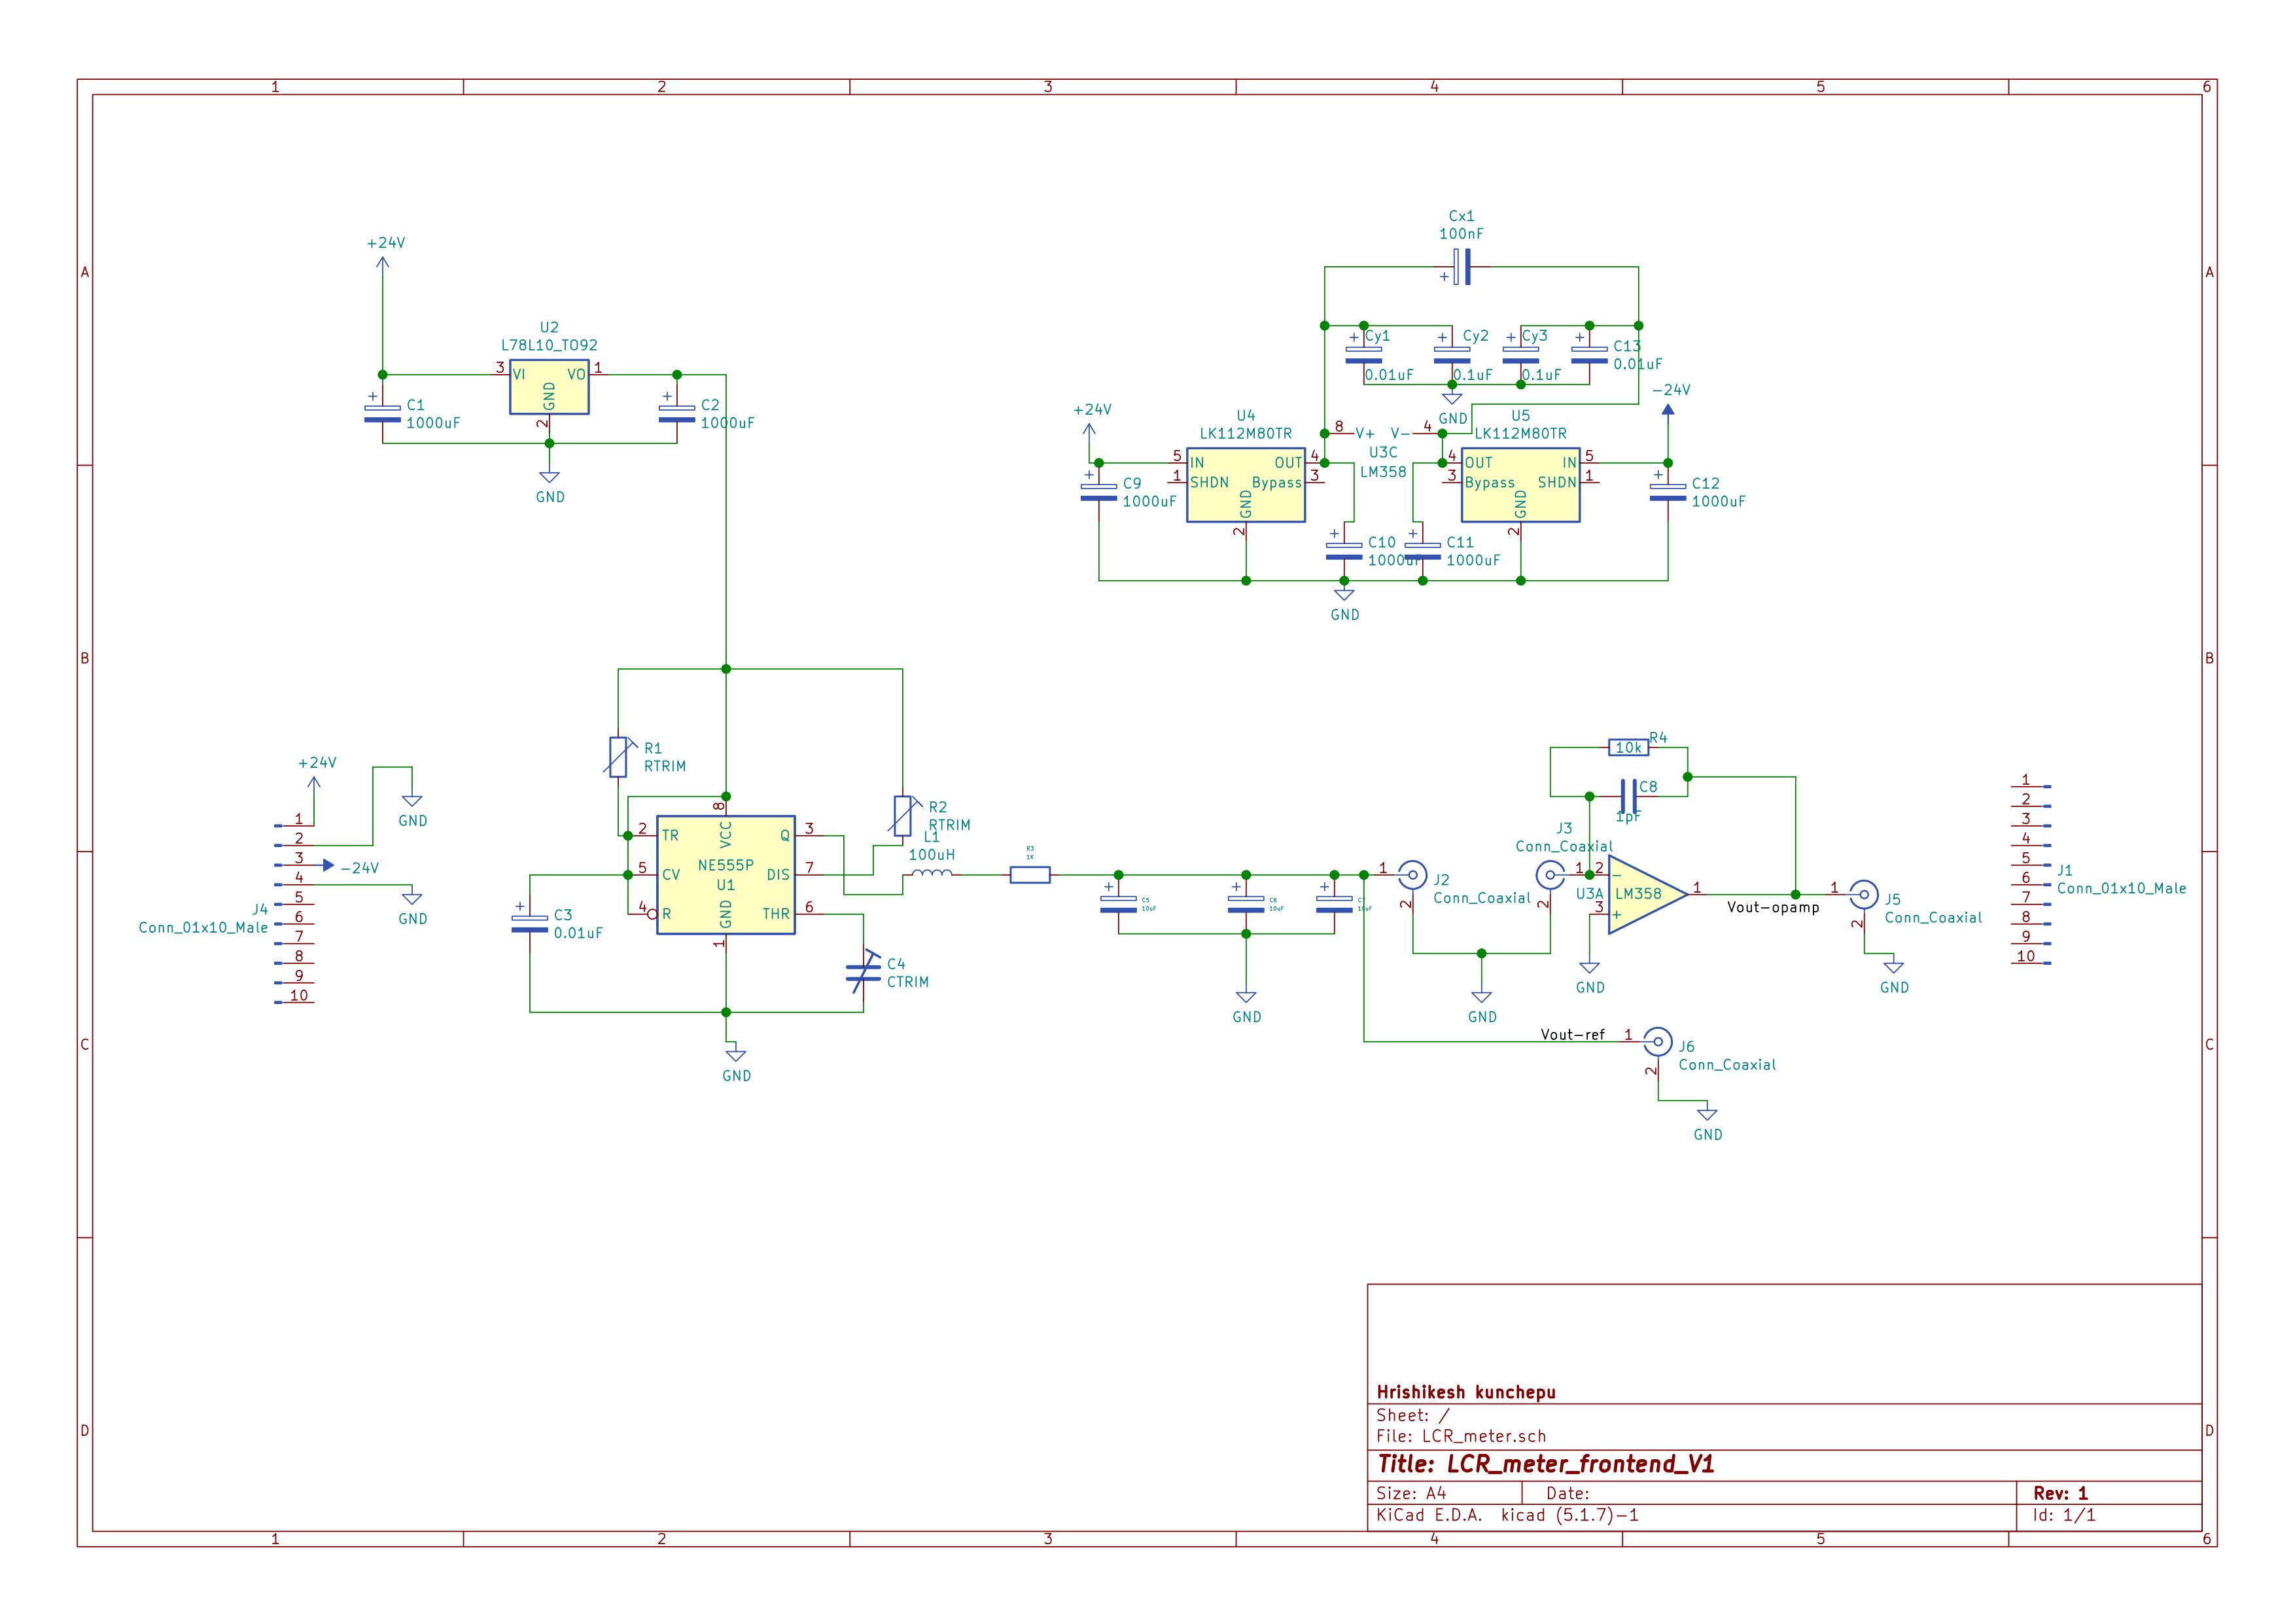 1 2 3 4 5 6
A A
Cx1
100nF
+24V
U2
L78L10_TO92
3 VI VO 1
GND
2
+ C1
1000uF
+ C2
1000uF
GND
+ Cy1
0.01uF
+ Cy2
0.1uF
+ Cy3
0.1uF
+ C13
0.01uF
GND
-24V
+24V
U4
LK112M80TR
5 IN OUT 4
1 SHDN Bypass 3
GND
2
8 V+ V- 4
U3C
LM358
U5
LK112M80TR
4 OUT IN 5
3 Bypass SHDN 1
GND
2
+ C9
1000uF
+ C10
1000uF
+ C11
1000uF
+ C12
1000uF
GND
B B
R1
RTRIM
R2
RTRIM
L1
100uH
+24V
GND
-24V
GND
1
2
3
4
5
6
7
8
9
10
J4
Conn_01x10_Male
8
VCC
2 TR Q 3
NE555P
U1
5 CV DIS 7
4 R THR 6
GND
1
+ C3
0.01uF
C4
CTRIM
GND
R3
1K
+ C5
10uF
+ C6
10uF
+ C7
10uF
GND
1 J2
Conn_Coaxial
2
J3
Conn_Coaxial
1
2
GND
R4
10k
C8
1pF
2 -
U3A LM358
3 +
1
GND
Vout-opamp
1 J5
Conn_Coaxial
2
GND
Vout-ref 1 J6
Conn_Coaxial
2
GND
1
2
3
4
5
6
7
8
9
10
J1
Conn_01x10_Male
C C
D D
Hrishikesh kunchepu
Sheet: /
File: LCR_meter.sch
Title: LCR_meter_frontend_V1
Size: A4 Date: Rev: 1
KiCad E.D.A. kicad (5.1.7)-1 Id: 1/1
1 2 3 4 5 6